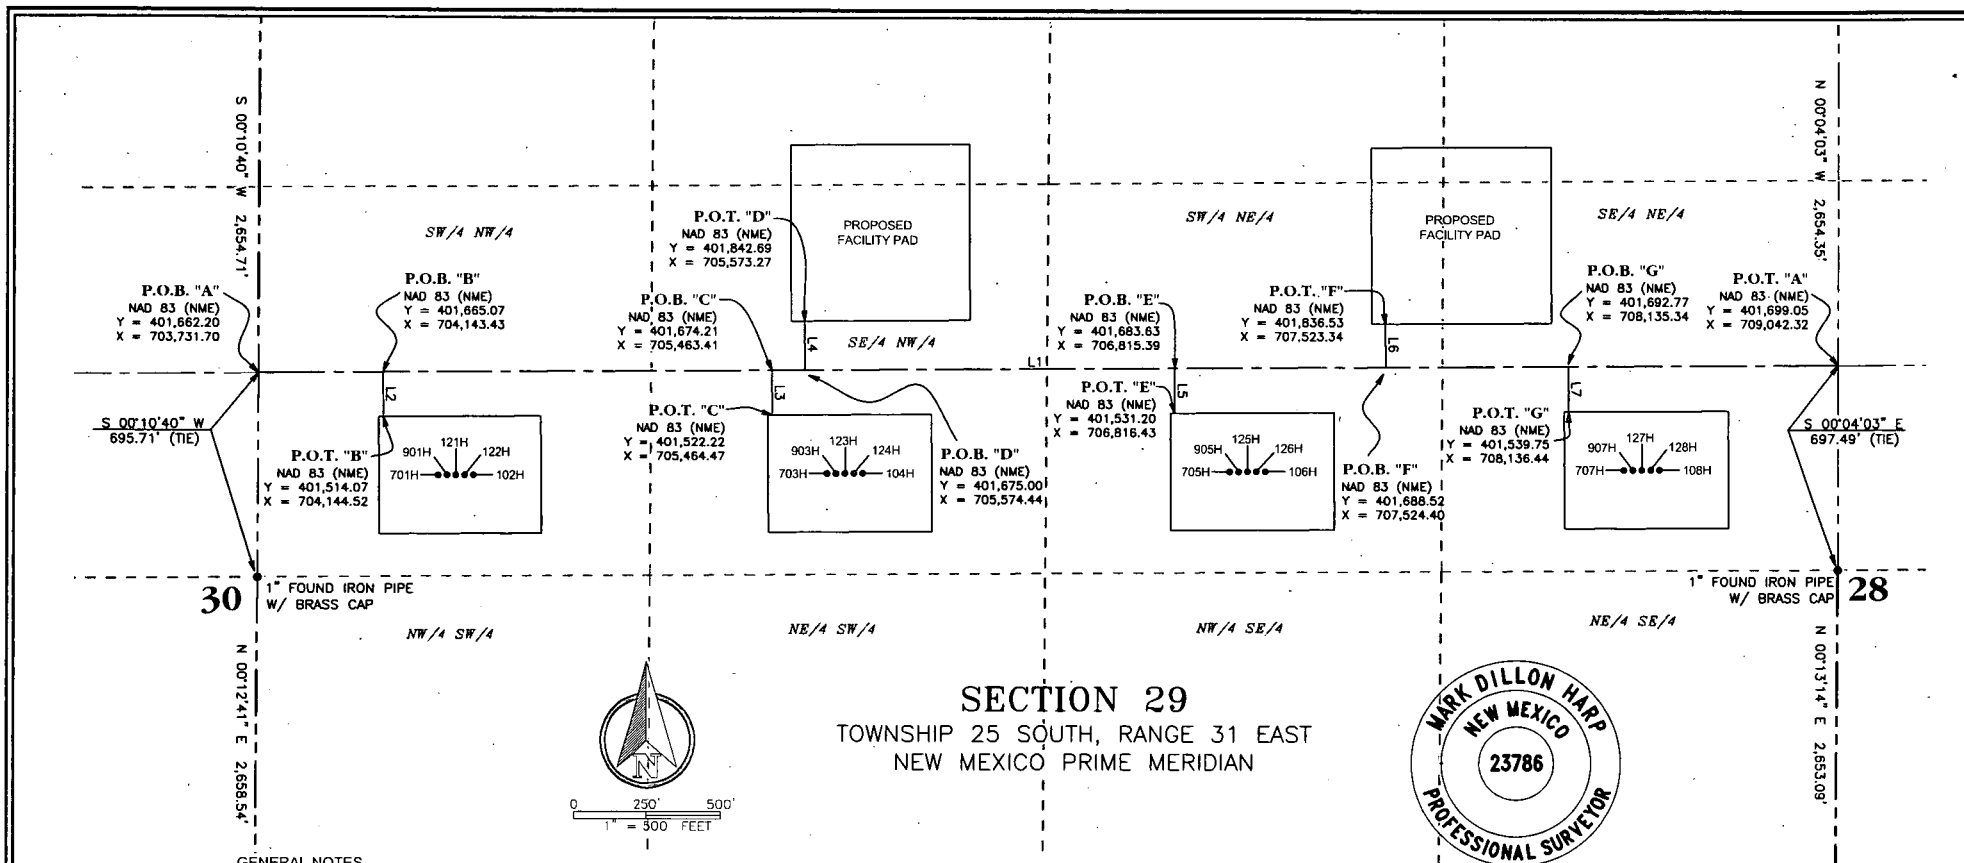 S 00°10'40" W 2,654.71'
N 00°04'03" W 2,654.35'
SW/4 NW/4
P.O.T. "D"
NAD 83 (NME)
Y = 401,842.69
X = 705,573.27
PROPOSED
FACILITY PAD
SW/4 NE/4
PROPOSED
FACILITY PAD
SE/4 NE/4
P.O.B. "A"
NAD 83 (NME)
Y = 401,662.20
X = 703,731.70
P.O.B. "B"
NAD 83 (NME)
Y = 401,665.07
X = 704,143.43
P.O.B. "C"
NAD 83 (NME)
Y = 401,674.21
X = 705,463.41
L4
SE/4 NW/4
L1
P.O.B. "E"
NAD 83 (NME)
Y = 401,683.63
X = 706,815.39
P.O.T. "F"
NAD 83 (NME)
Y = 401,836.53
X = 707,523.34
L6
P.O.B. "G"
NAD 83 (NME)
Y = 401,692.77
X = 708,135.34
P.O.T. "A"
NAD 83 (NME)
Y = 401,699.05
X = 709,042.32
L2
L3
L5
L7
S 00°10'40" W
695.71' (TIE)
P.O.T. "B"
NAD 83 (NME)
Y = 401,514.07
X = 704,144.52
901H
121H
122H
701H
102H
P.O.T. "C"
NAD 83 (NME)
Y = 401,522.22
X = 705,464.47
903H
123H
124H
703H
104H
P.O.B. "D"
NAD 83 (NME)
Y = 401,675.00
X = 705,574.44
P.O.T. "E"
NAD 83 (NME)
Y = 401,531.20
X = 706,816.43
905H
125H
126H
705H
106H
P.O.B. "F"
NAD 83 (NME)
Y = 401,688.52
X = 707,524.40
P.O.T. "G"
NAD 83 (NME)
Y = 401,539.75
X = 708,136.44
907H
127H
128H
707H
108H
S 00°04'03" E
697.49' (TIE)
30
1" FOUND IRON PIPE
W/ BRASS CAP
1" FOUND IRON PIPE
W/ BRASS CAP
28
NW/4 SW/4
NE/4 SW/4
NW/4 SE/4
NE/4 SE/4
N 00°12'41" E 2,658.54'
N 00°13'14" E 2,653.09'
N
0 250' 500'
1" = 500 FEET
SECTION 29
TOWNSHIP 25 SOUTH, RANGE 31 EAST
NEW MEXICO PRIME MERIDIAN
MARK DILLON HARP
NEW MEXICO
23786
PROFESSIONAL SURVEYOR
GENERAL NOTES